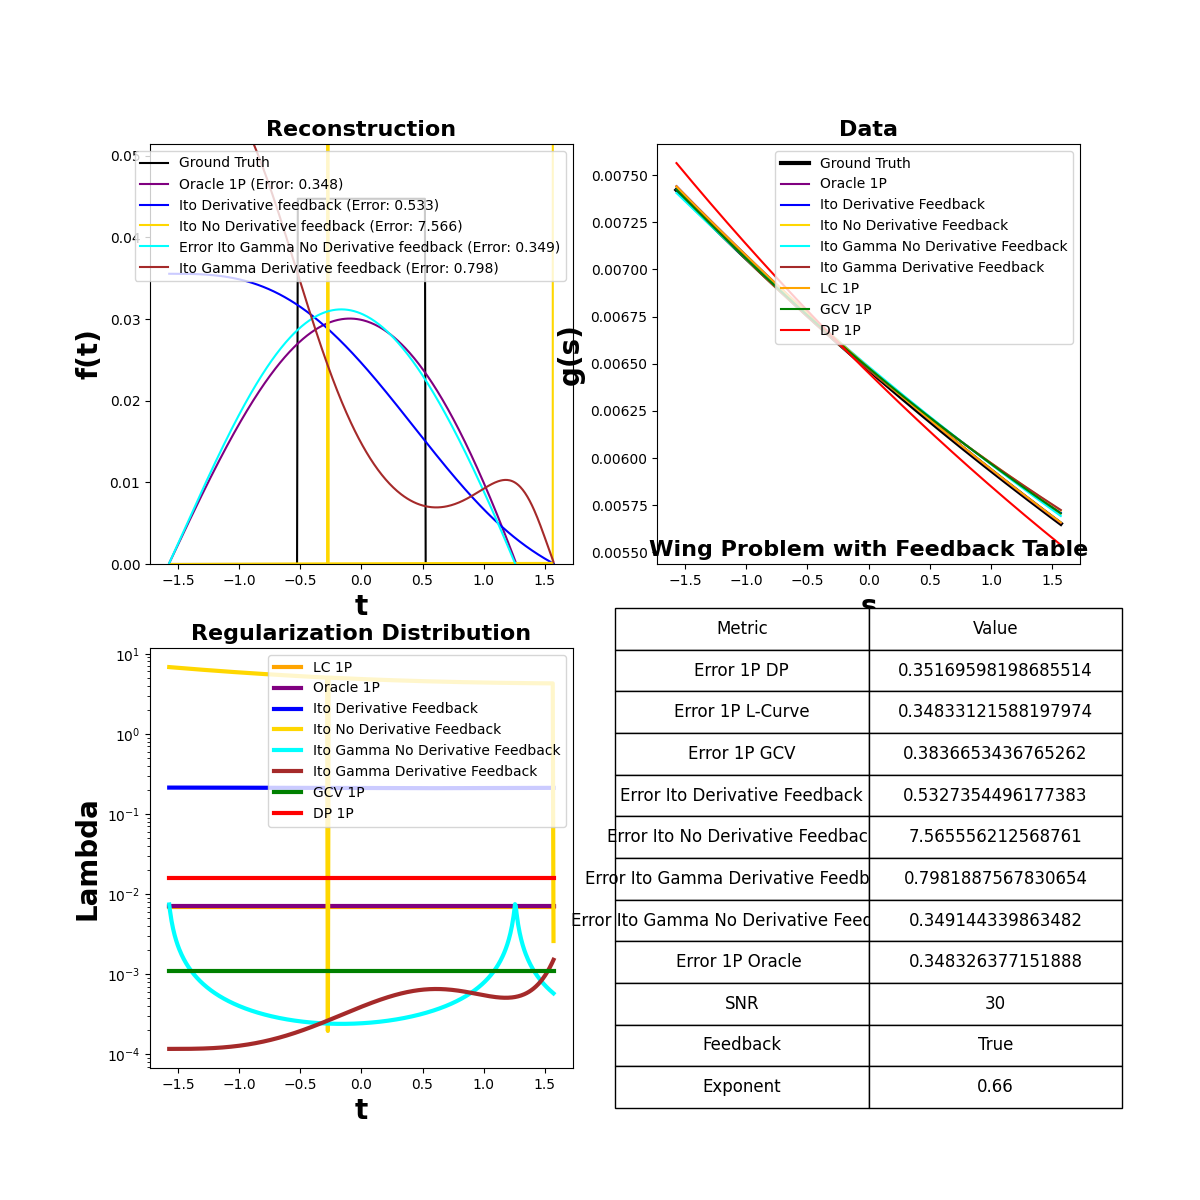 Reconstruction
0.05
0.04
0.03
0.02
0.01
0.00
f(t)
Ground Truth
Oracle 1P (Error: 0.348)
Ito Derivative feedback (Error: 0.533)
Ito No Derivative feedback (Error: 7.566)
Error Ito Gamma No Derivative feedback (Error: 0.349)
Ito Gamma Derivative feedback (Error: 0.798)
−1.5 −1.0 −0.5 0.0 0.5 1.0 1.5
t
Data
0.00750
0.00725
0.00700
0.00675
0.00650
0.00625
0.00600
0.00575
0.00550
g(s)
Ground Truth
Oracle 1P
Ito Derivative Feedback
Ito No Derivative Feedback
Ito Gamma No Derivative Feedback
Ito Gamma Derivative Feedback
LC 1P
GCV 1P
DP 1P
−1.5 −1.0 −0.5 0.0 0.5 1.0 1.5
s
Regularization Distribution
10¹
10⁰
10⁻¹
10⁻²
10⁻³
10⁻⁴
Lambda
LC 1P
Oracle 1P
Ito Derivative Feedback
Ito No Derivative Feedback
Ito Gamma No Derivative Feedback
Ito Gamma Derivative Feedback
GCV 1P
DP 1P
−1.5 −1.0 −0.5 0.0 0.5 1.0 1.5
t
Wing Problem with Feedback Table
Metric Value
Error 1P DP 0.35169598198685514
Error 1P L-Curve 0.34833121588197974
Error 1P GCV 0.3836653436765262
Error Ito Derivative Feedback 0.5327354496177383
Error Ito No Derivative Feedbac 7.565556212568761
Error Ito Gamma Derivative Feedb 0.7981887567830654
Error Ito Gamma No Derivative Feed 0.349144339863482
Error 1P Oracle 0.348326377151888
SNR 30
Feedback True
Exponent 0.66